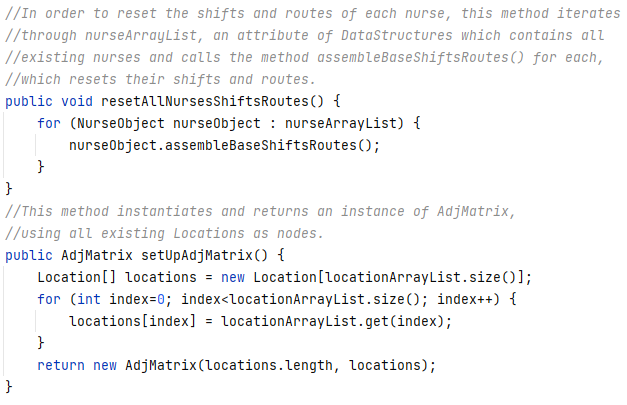 //In order to reset the shifts and routes of each nurse, this method iterates
//through nurseArrayList, an attribute of DataStructures which contains all
//existing nurses and calls the method assembleBaseShiftsRoutes() for each,
//which resets their shifts and routes.
public void resetAllNursesShiftsRoutes() {
    for (NurseObject nurseObject : nurseArrayList) {
        nurseObject.assembleBaseShiftsRoutes();
    }
}
//This method instantiates and returns an instance of AdjMatrix,
//using all existing Locations as nodes.
public AdjMatrix setUpAdjMatrix() {
    Location[] locations = new Location[locationArrayList.size()];
    for (int index=0; index<locationArrayList.size(); index++) {
        locations[index] = locationArrayList.get(index);
    }
    return new AdjMatrix(locations.length, locations);
}